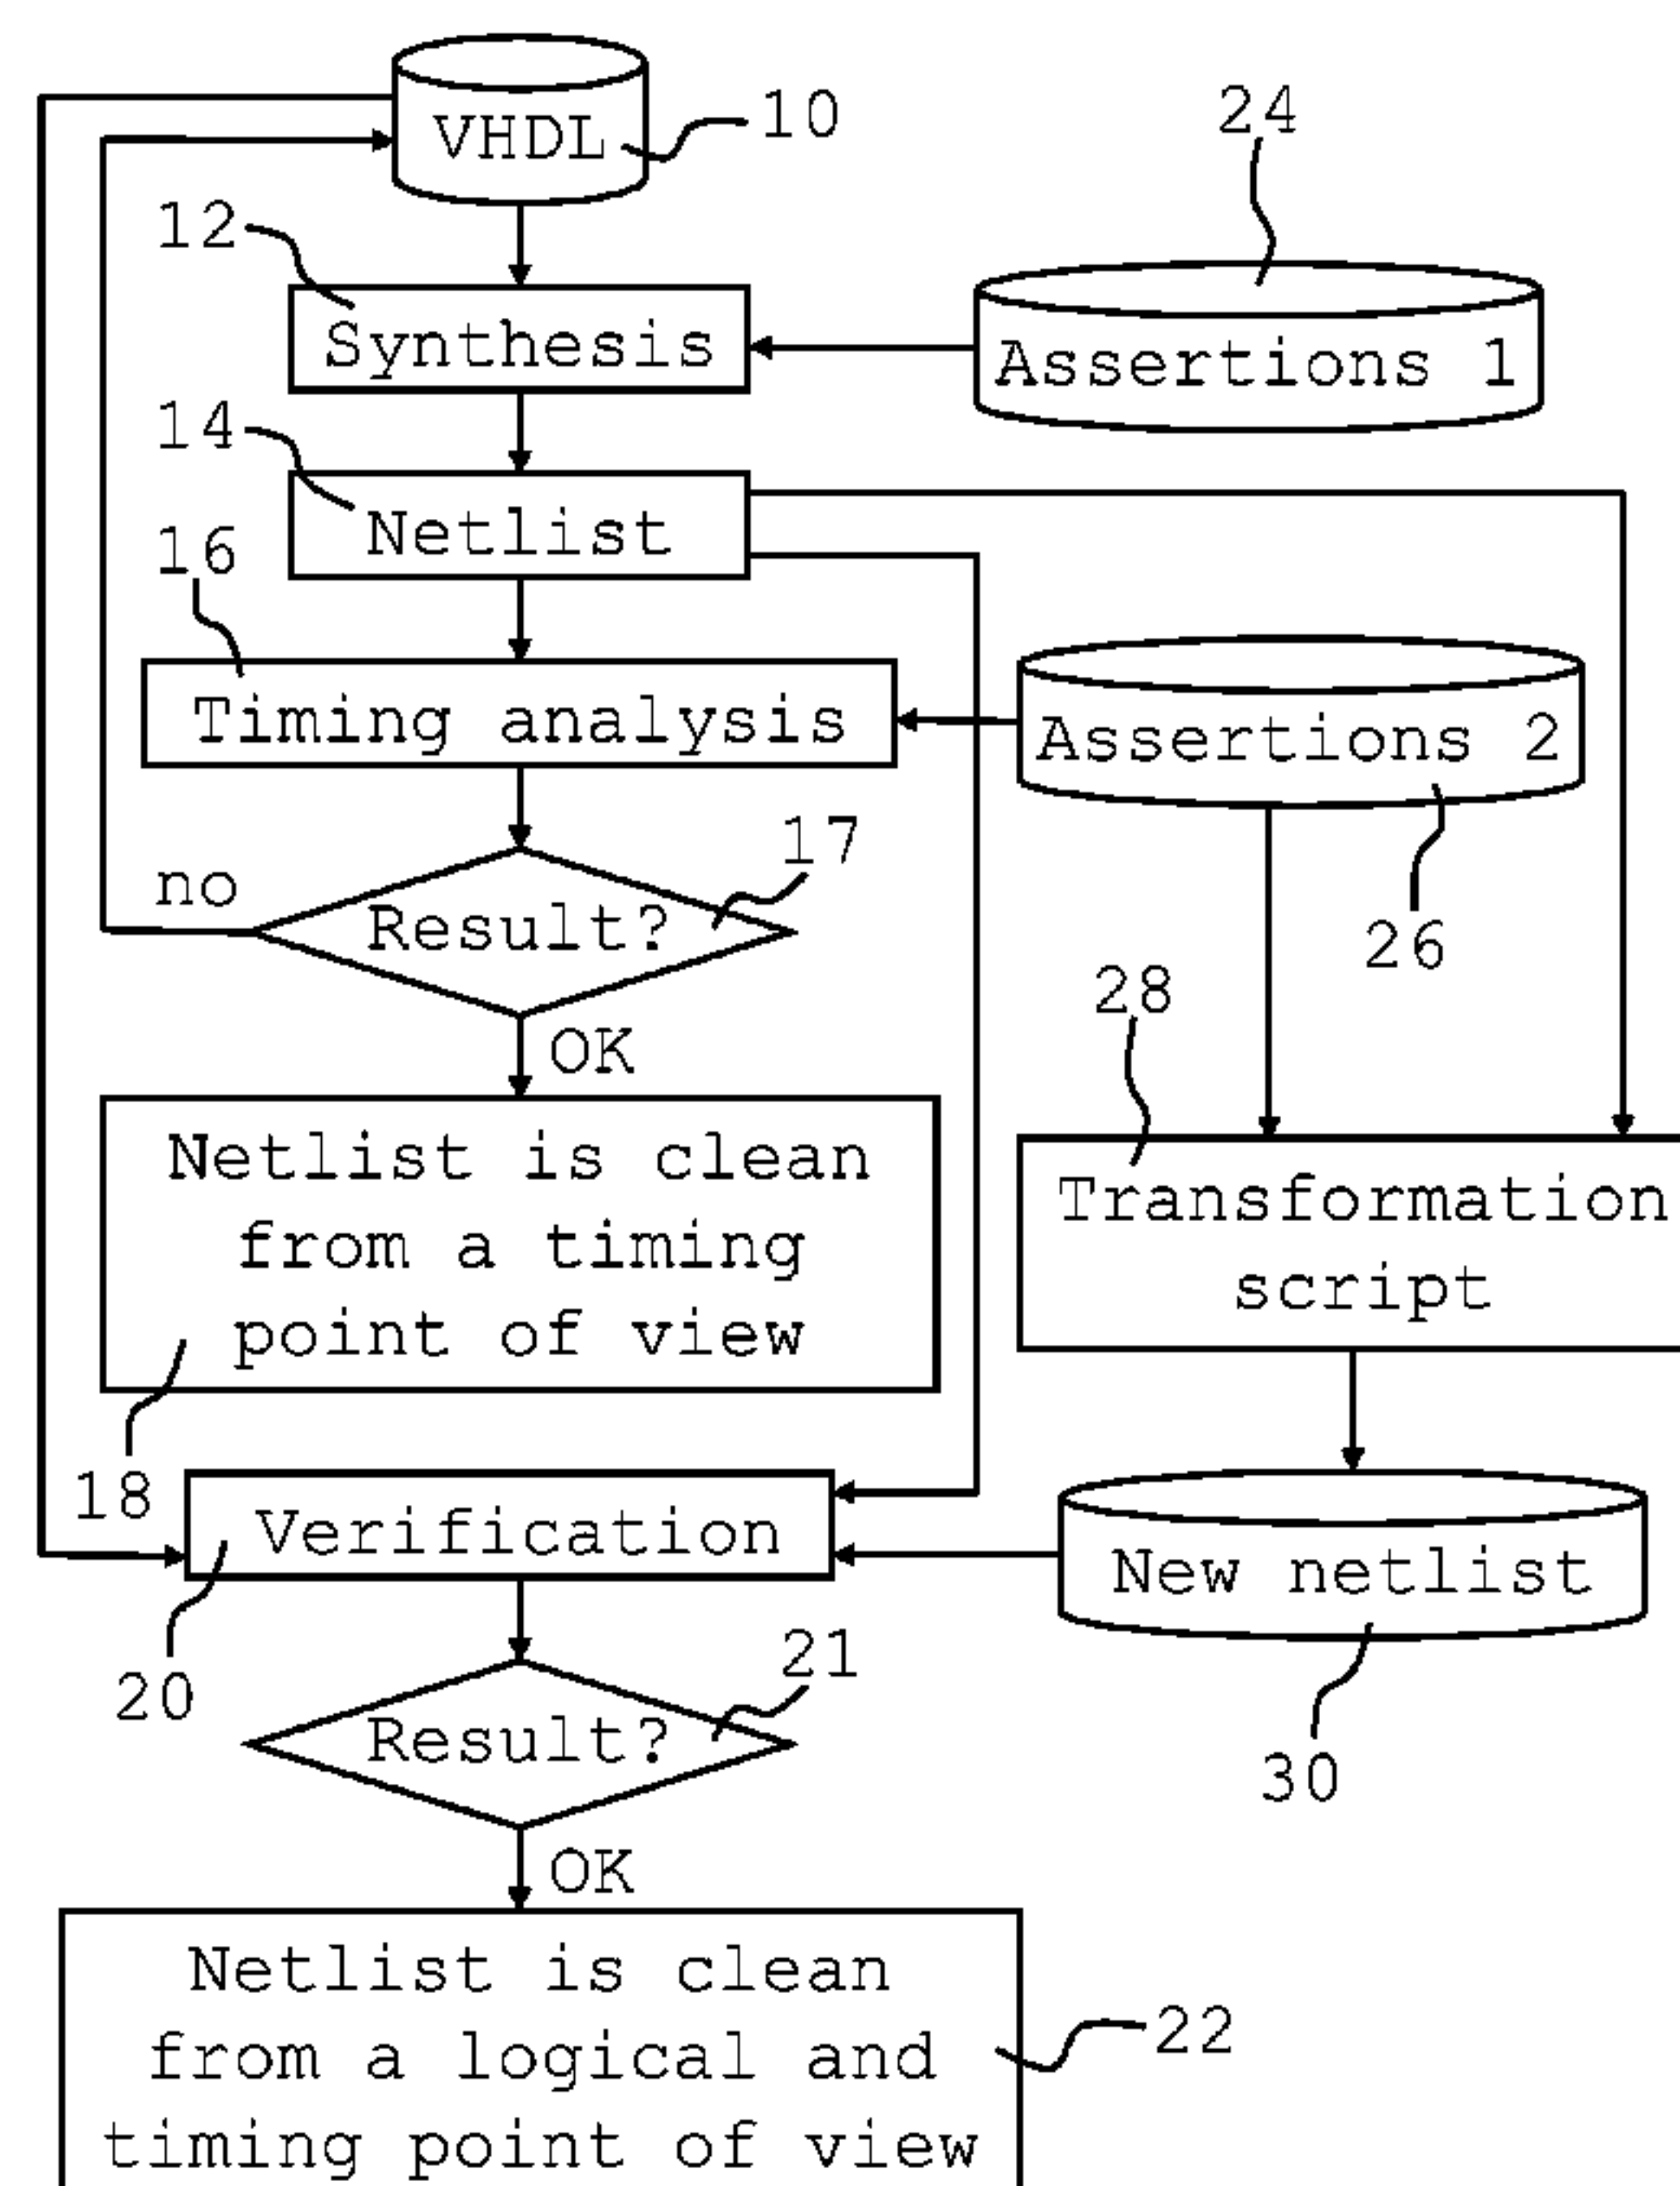 VHDL
10
24
12
Synthesis
Assertions 1
14
Netlist
16
Timing analysis
Assertions 2
17
no
Result?
26
28
OK
Netlist is clean
from a timing
point of view
Transformation
script
18
Verification
New netlist
20
21
Result?
30
OK
Netlist is clean
from a logical and
timing point of view
22